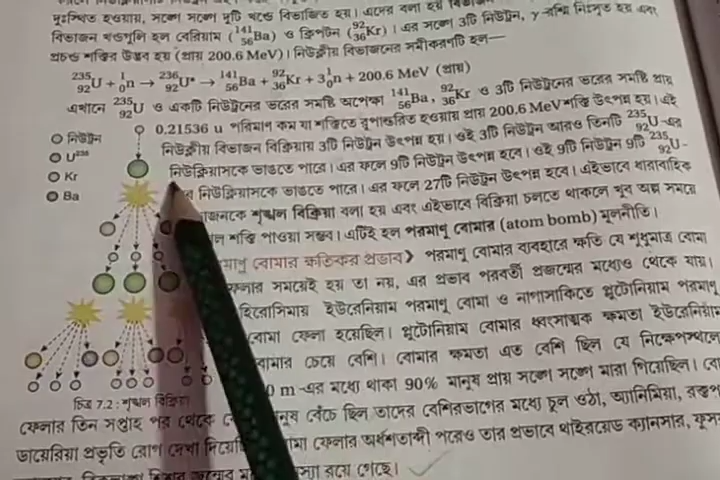 দুঃস্থিত হওয়ায়, সঙ্গে সঙ্গে দুটি খণ্ডে বিভাজিত হয়। এদের বলা হয়
বিভাজন খণ্ডগুলি হল বেরিয়াম (¹⁴¹₅₆Ba) ও ক্রিপটন (⁹²₃₆Kr)। এর সঙ্গে 3টি নিউট্রন, γ-রশ্মি নিঃসৃত হয় এবং
প্রচণ্ড শক্তির উদ্ভব হয় (প্রায় 200.6 MeV)। নিউক্লীয় বিভাজনের সমীকরণটি হল—
²³⁵₉₂U + ¹₀n → ²³⁶₉₂U* → ¹⁴¹₅₆Ba + ⁹²₃₆Kr + 3¹₀n + 200.6 MeV (প্রায়)
এখানে ²³⁵₉₂U ও একটি নিউট্রনের ভরের সমষ্টি অপেক্ষা ¹⁴¹₅₆Ba, ⁹²₃₆Kr ও 3টি নিউট্রনের ভরের সমষ্টি প্রায়
0.21536 u পরিমাণ কম যা শক্তিতে রূপান্তরিত হওয়ায় প্রায় 200.6 MeV শক্তি উৎপন্ন হয়। এই
নিউক্লীয় বিভাজন বিক্রিয়ায় 3টি নিউট্রন উৎপন্ন হয়। ওই 3টি নিউট্রন আরও তিনটি ²³⁵₉₂U-এর
নিউক্লিয়াসকে ভাঙতে পারে। এর ফলে 9টি নিউট্রন উৎপন্ন হবে। ওই 9টি নিউট্রন 9টি ²³⁵₉₂U-
নিউক্লিয়াসকে ভাঙতে পারে। এর ফলে 27টি নিউট্রন উৎপন্ন হবে। এইভাবে ধারাবাহিক
শৃঙ্খল বিক্রিয়া বলা হয় এবং এইভাবে বিক্রিয়া চলতে থাকলে খুব অল্প সময়ে
শক্তি পাওয়া সম্ভব। এটিই হল পরমাণু বোমার (atom bomb) মূলনীতি।
বোমার ক্ষতিকর প্রভাব❯ পরমাণু বোমার ব্যবহারে ক্ষতি যে শুধুমাত্র বোমা
ফেলার সময়েই হয় তা নয়, এর প্রভাব পরবর্তী প্রজন্মের মধ্যেও থেকে যায়।
হিরোসিমায় ইউরেনিয়াম পরমাণু বোমা ও নাগাসাকিতে প্লুটোনিয়াম পরমাণু
বোমা ফেলা হয়েছিল। প্লুটোনিয়াম বোমার ধ্বংসাত্মক ক্ষমতা ইউরেনিয়াম
বোমার চেয়ে বেশি। বোমার ক্ষমতা এত বেশি ছিল যে নিক্ষেপস্থলে
0 m-এর মধ্যে থাকা 90% মানুষ প্রায় সঙ্গে সঙ্গে মারা গিয়েছিল।
ফেলার তিন সপ্তাহ পর থেকে বেঁচে ছিল তাদের বেশিরভাগের মধ্যে চুল ওঠা, অ্যানিমিয়া,
ডায়েরিয়া প্রভৃতি রোগ দেখা ফেলার অর্ধশতাব্দী পরেও তার প্রভাবে থাইরয়েড ক্যানসার,
রয়ে গেছে।
নিউট্রন
U²³⁵
Kr
Ba
চিত্র 7.2 : শৃঙ্খল বিক্রিয়া